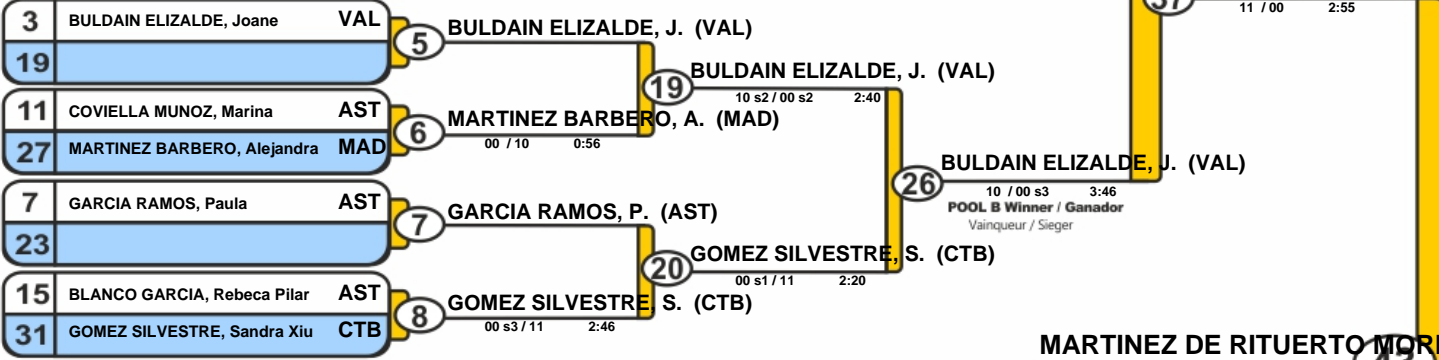 3 BULDAIN ELIZALDE, Joane VAL
19
5
BULDAIN ELIZALDE, J. (VAL)
11 COVIELLA MUNOZ, Marina AST
27 MARTINEZ BARBERO, Alejandra MAD
6
MARTINEZ BARBERO, A. (MAD)
00 / 10 0:56
7 GARCIA RAMOS, Paula AST
23
7
GARCIA RAMOS, P. (AST)
15 BLANCO GARCIA, Rebeca Pilar AST
31 GOMEZ SILVESTRE, Sandra Xiu CTB
8
GOMEZ SILVESTRE, S. (CTB)
00 s3 / 11 2:46
19
BULDAIN ELIZALDE, J. (VAL)
10 s2 / 00 s2 2:40
20
GOMEZ SILVESTRE, S. (CTB)
00 s1 / 11 2:20
26
BULDAIN ELIZALDE, J. (VAL)
10 / 00 s3 3:46
POOL B Winner / Ganador
Vainqueur / Sieger
37
11 / 00 2:55
MARTINEZ DE RITUERTO